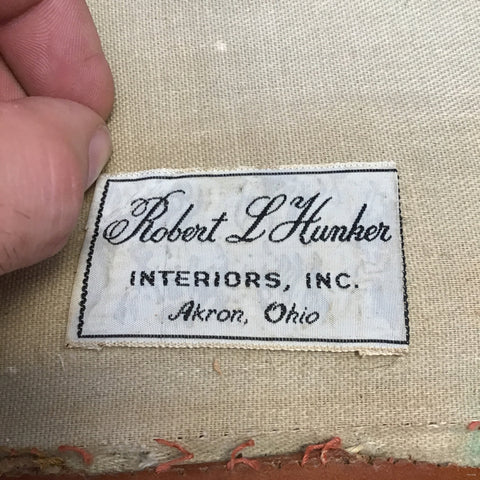 Robert L Hunker
INTERIORS, INC.
Akron, Ohio